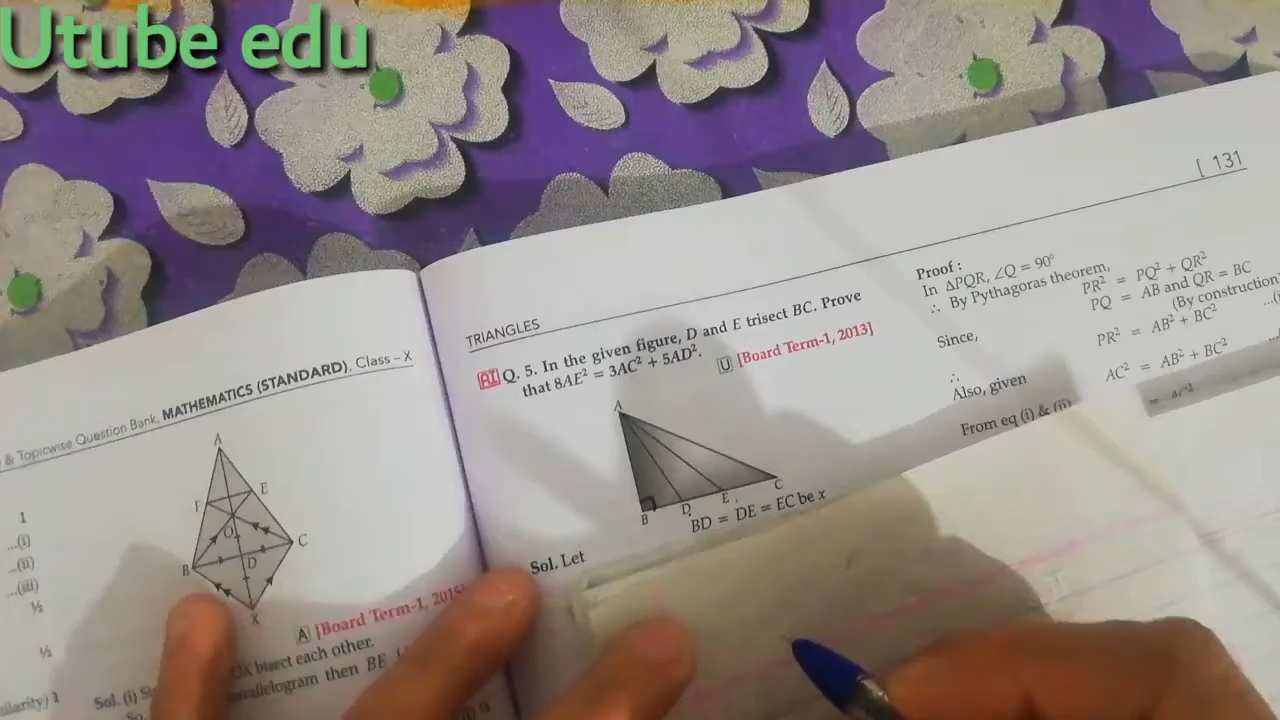 Utube edu
& Topicwise Question Bank, MATHEMATICS (STANDARD), Class – X
A
F
E
O
B
D
C
X
1
...(i)
...(ii)
...(iii)
½
½
A [Board Term-1, 2015
bisect each other.
Sol. (i)
parallelogram then BE
So,
1
TRIANGLES
[ 131
AI Q. 5. In the given figure, D and E trisect BC. Prove
that 8AE² = 3AC² + 5AD².
U [Board Term-1, 2013]
A
B
D
E
C
Sol. Let
BD = DE = EC be x
Proof :
In ΔPQR, ∠Q = 90°
∴ By Pythagoras theorem,
PR² = PQ² + QR²
Since,
PQ = AB and QR = BC
(By construction
∴
PR² = AB² + BC²
...(i
Also, given
AC² = AB² + BC²
From eq (i) & (ii)
= AC²